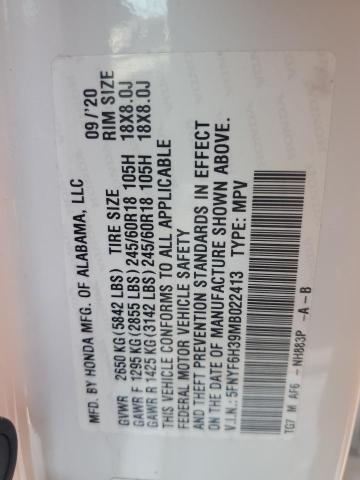 MFD. BY HONDA MFG. OF ALABAMA, LLC 09/'20
TIRE SIZE RIM SIZE
GVWR 2650 KG (5842 LBS)
GAWR F 1295 KG (2855 LBS) 245/60R18 105H 18X8.0J
GAWR R 1425 KG (3142 LBS) 245/60R18 105H 18X8.0J
THIS VEHICLE CONFORMS TO ALL APPLICABLE
FEDERAL MOTOR VEHICLE SAFETY
AND THEFT PREVENTION STANDARDS IN EFFECT
ON THE DATE OF MANUFACTURE SHOWN ABOVE.
V.I.N.: 5FNYF6H39MB022413 TYPE: MPV
TG7 M AF6 - NH883P -A -B